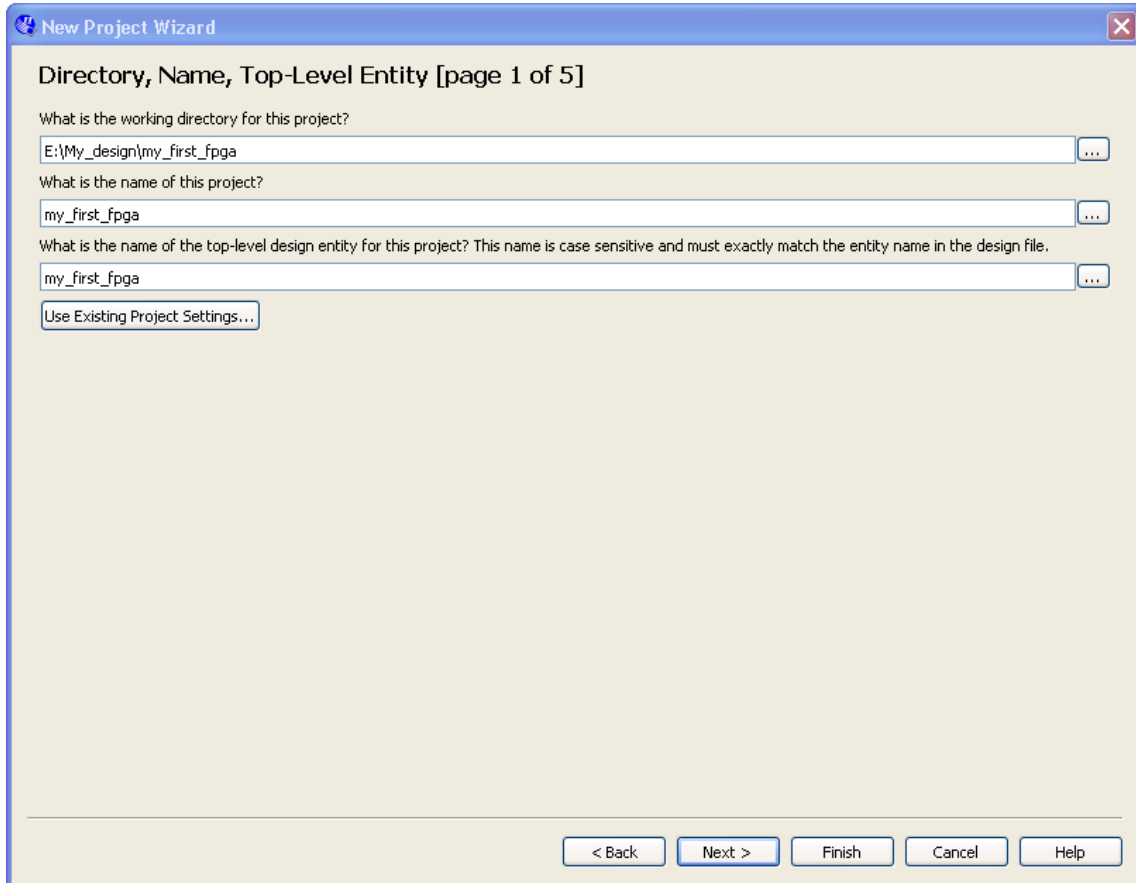 New Project Wizard
Directory, Name, Top-Level Entity [page 1 of 5]
What is the working directory for this project?
E:\My_design\my_first_fpga
...
What is the name of this project?
my_first_fpga
...
What is the name of the top-level design entity for this project? This name is case sensitive and must exactly match the entity name in the design file.
my_first_fpga
...
Use Existing Project Settings...
< Back Next > Finish Cancel Help